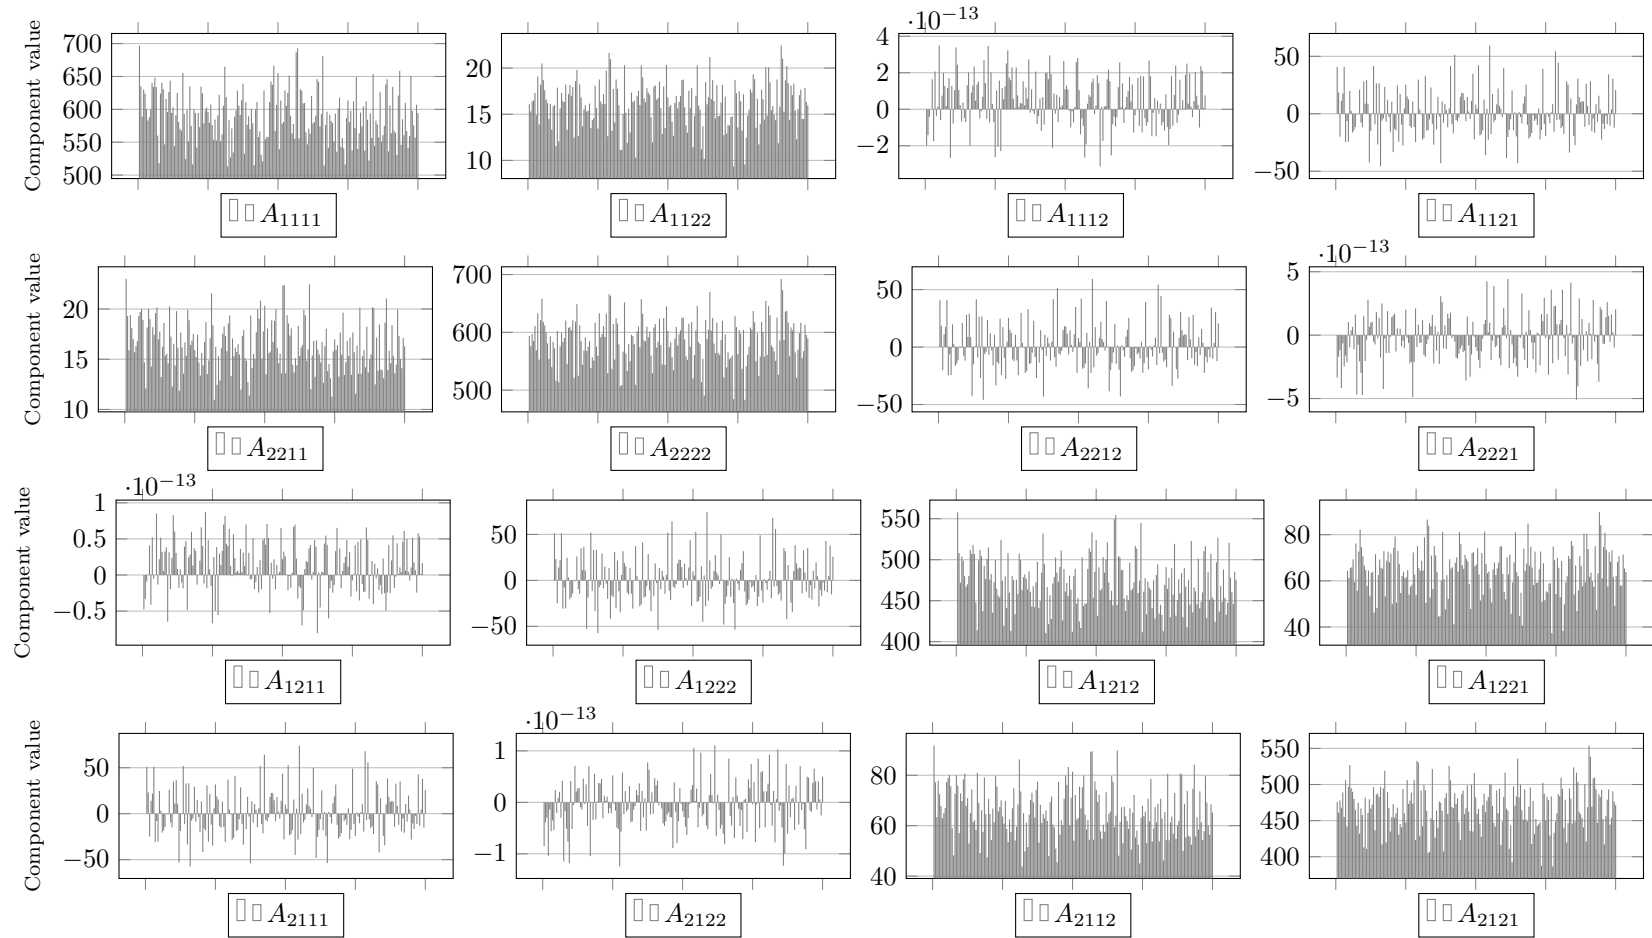 Component value
700
650
600
550
500
A1111
20
15
10
A1122
·10−13
4
2
0
−2
A1112
50
0
−50
A1121
Component value
20
15
10
A2211
700
600
500
A2222
50
0
−50
A2212
·10−13
5
0
−5
A2221
Component value
·10−13
1
0.5
0
−0.5
A1211
50
0
−50
A1222
550
500
450
400
A1212
80
60
40
A1221
Component value
50
0
−50
A2111
·10−13
1
0
−1
A2122
80
60
40
A2112
550
500
450
400
A2121